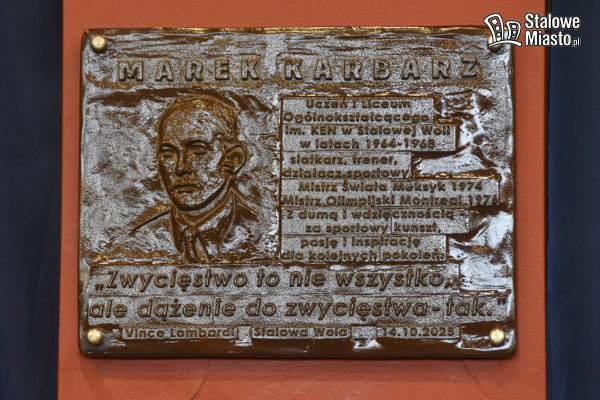 Stalowe
Miasto.pl
MAREK KARBARZ
Uczeń I Liceum
Ogólnokształcącego
im. KEN w Stalowej Woli
w latach 1964-1968
siatkarz, trener,
działacz sportowy
Mistrz Świata Meksyk 1974
Mistrz Olimpijski Montreal 1976
Z dumą i wdzięcznością
za sportowy kunszt,
pasję i inspirację
dla kolejnych pokoleń.
„Zwycięstwo to nie wszystko,
ale dążenie do zwycięstwa-tak."
Vince Lombardi Stalowa Wola 14.10.2025